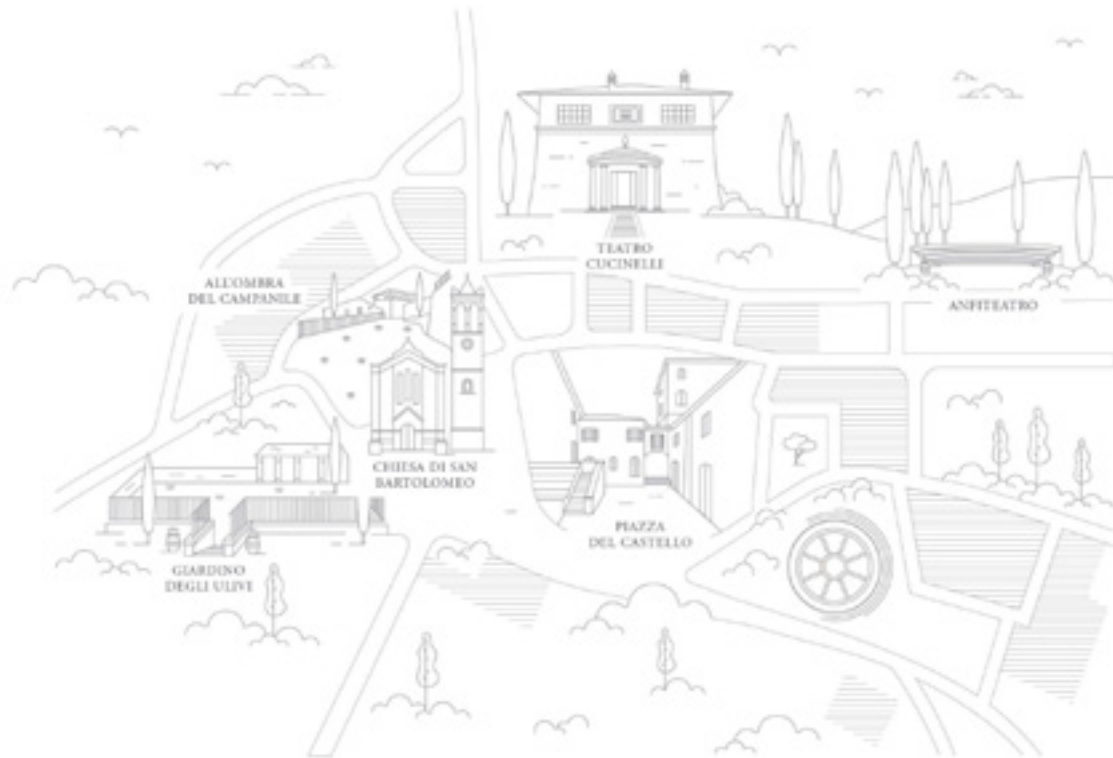 TEATRO
CUCINELLI
ALL'OMBRA
DEL CAMPANILE
ANFITEATRO
CHIESA DI SAN
BARTOLOMEO
PIAZZA
DEL CASTELLO
GIARDINO
DEGLI ULIVI